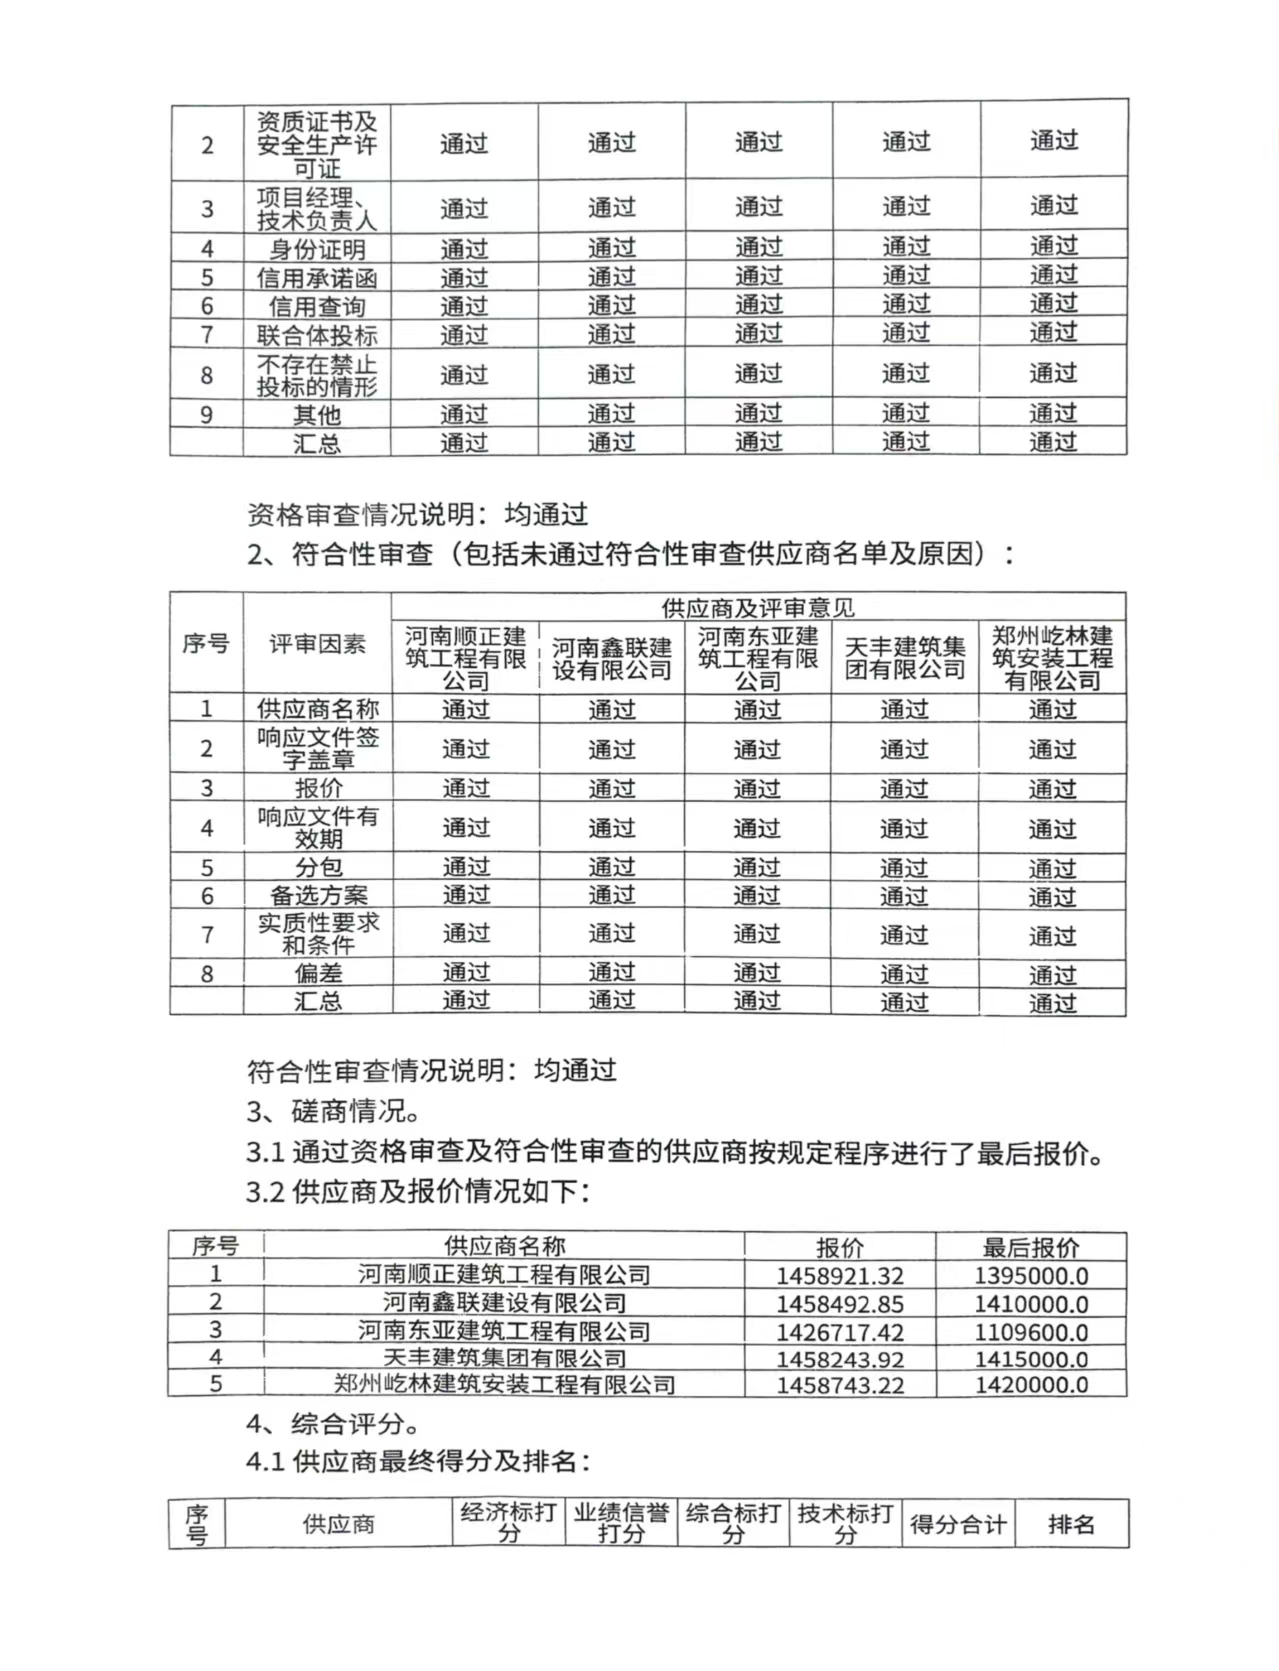 2 资质证书及安全生产许可证 通过 通过 通过 通过 通过
3 项目经理、技术负责人 通过 通过 通过 通过 通过
4 身份证明 通过 通过 通过 通过 通过
5 信用承诺函 通过 通过 通过 通过 通过
6 信用查询 通过 通过 通过 通过 通过
7 联合体投标 通过 通过 通过 通过 通过
8 不存在禁止投标的情形 通过 通过 通过 通过 通过
9 其他 通过 通过 通过 通过 通过
汇总 通过 通过 通过 通过 通过
资格审查情况说明：均通过
2、符合性审查（包括未通过符合性审查供应商名单及原因）：
序号 评审因素 供应商及评审意见
河南顺正建筑工程有限公司 河南鑫联建设有限公司 河南东亚建筑工程有限公司 天丰建筑集团有限公司 郑州屹林建筑安装工程有限公司
1 供应商名称 通过 通过 通过 通过 通过
2 响应文件签字盖章 通过 通过 通过 通过 通过
3 报价 通过 通过 通过 通过 通过
4 响应文件有效期 通过 通过 通过 通过 通过
5 分包 通过 通过 通过 通过 通过
6 备选方案 通过 通过 通过 通过 通过
7 实质性要求和条件 通过 通过 通过 通过 通过
8 偏差 通过 通过 通过 通过 通过
汇总 通过 通过 通过 通过 通过
符合性审查情况说明：均通过
3、磋商情况。
3.1 通过资格审查及符合性审查的供应商按规定程序进行了最后报价。
3.2 供应商及报价情况如下：
序号 供应商名称 报价 最后报价
1 河南顺正建筑工程有限公司 1458921.32 1395000.0
2 河南鑫联建设有限公司 1458492.85 1410000.0
3 河南东亚建筑工程有限公司 1426717.42 1109600.0
4 天丰建筑集团有限公司 1458243.92 1415000.0
5 郑州屹林建筑安装工程有限公司 1458743.22 1420000.0
4、综合评分。
4.1 供应商最终得分及排名：
序号 供应商 经济标打分 业绩信誉打分 综合标打分 技术标打分 得分合计 排名